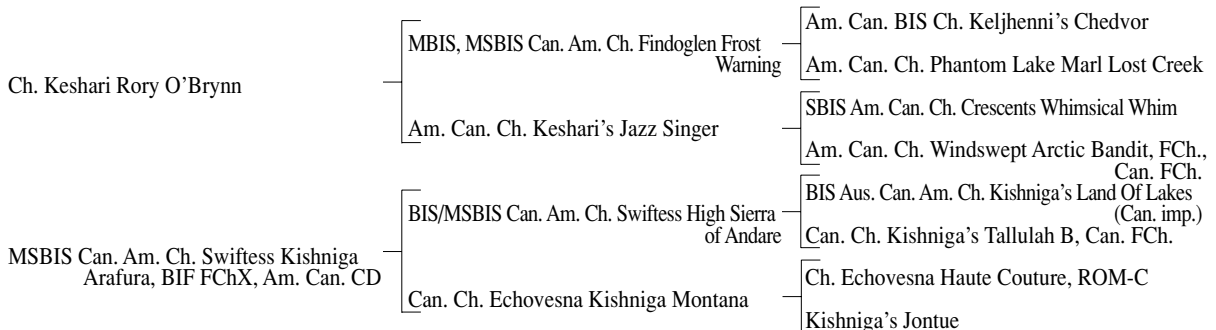 Ch. Keshari Rory O’Brynn
MSBIS Can. Am. Ch. Swiftess Kishniga
Arafura, BIF FChX, Am. Can. CD
MBIS, MSBIS Can. Am. Ch. Findoglen Frost
Warning
Am. Can. Ch. Keshari’s Jazz Singer
BIS/MSBIS Can. Am. Ch. Swiftess High Sierra
of Andare
Can. Ch. Echovesna Kishniga Montana
Am. Can. BIS Ch. Keljhenni’s Chedvor
Am. Can. Ch. Phantom Lake Marl Lost Creek
SBIS Am. Can. Ch. Crescents Whimsical Whim
Am. Can. Ch. Windswept Arctic Bandit, FCh.,
Can. FCh.
BIS Aus. Can. Am. Ch. Kishniga’s Land Of Lakes
(Can. imp.)
Can. Ch. Kishniga’s Tallulah B, Can. FCh.
Ch. Echovesna Haute Couture, ROM-C
Kishniga’s Jontue